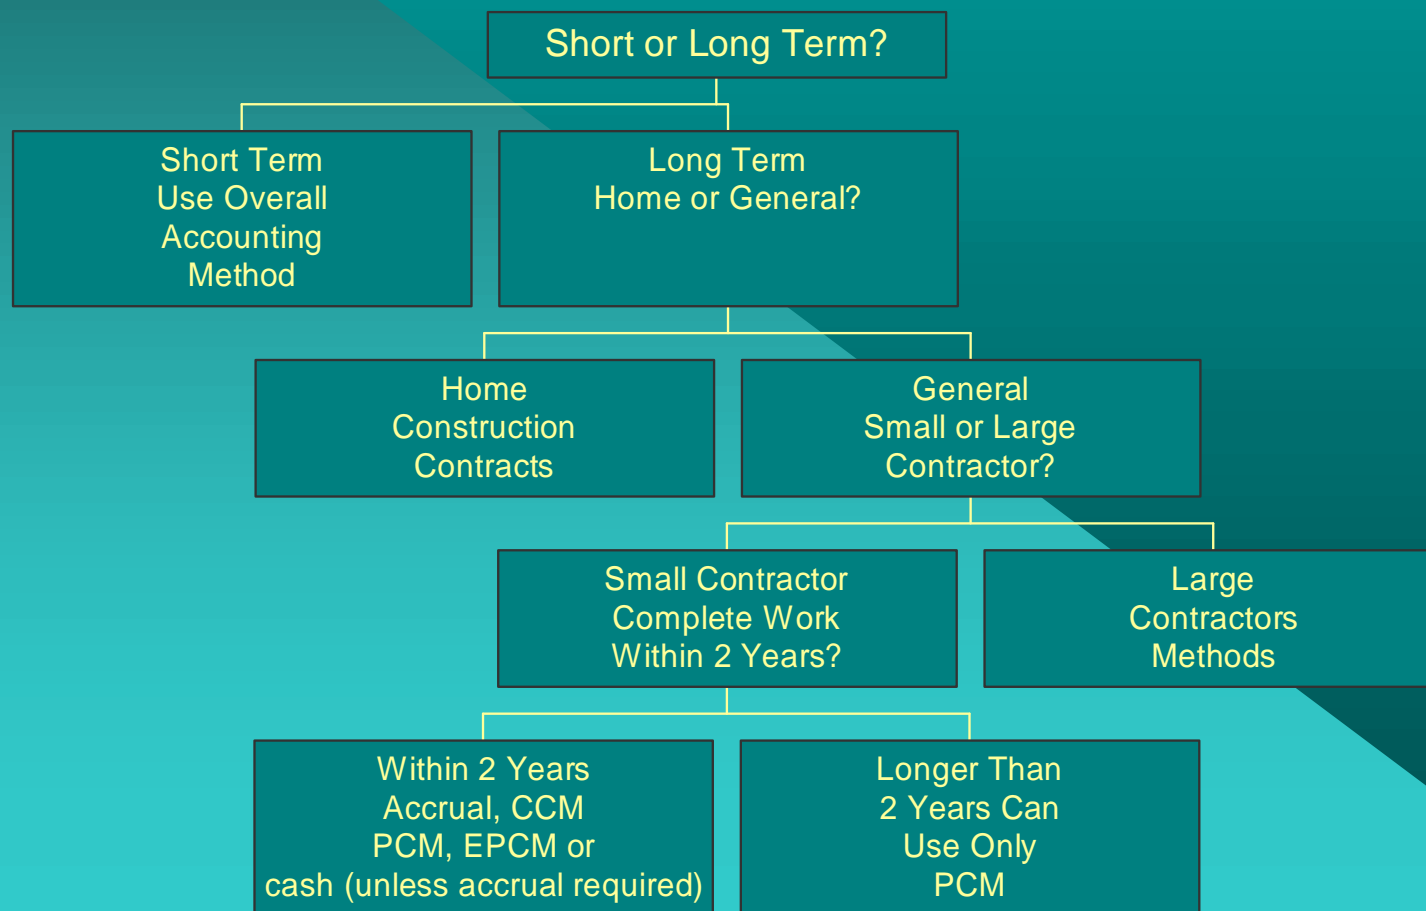 Short or Long Term?
Short Term
Use Overall
Accounting
Method
Long Term
Home or General?
Home
Construction
Contracts
General
Small or Large
Contractor?
Small Contractor
Complete Work
Within 2 Years?
Large
Contractors
Methods
Within 2 Years
Accrual, CCM
PCM, EPCM or
cash (unless accrual required)
Longer Than
2 Years Can
Use Only
PCM